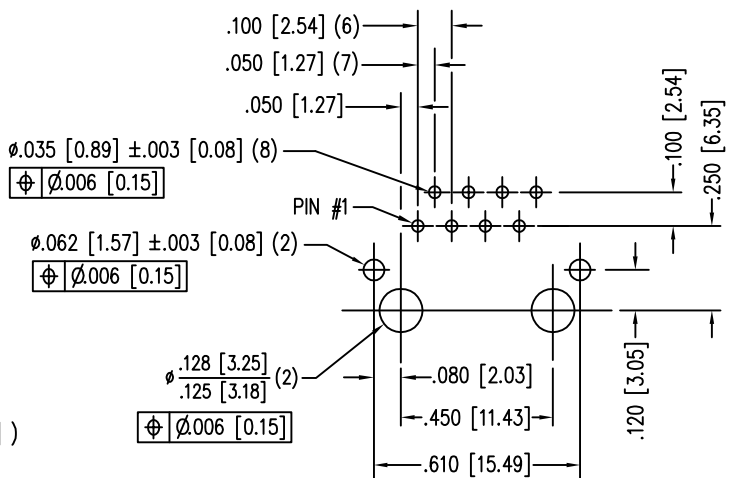 .100 [2.54] (6)
.050 [1.27] (7)
.050 [1.27]
.100 [2.54]
.250 [6.35]
ø.035 [0.89] ±.003 [0.08] (8)
⌖ Ø.006 [0.15]
PIN #1
ø.062 [1.57] ±.003 [0.08] (2)
⌖ Ø.006 [0.15]
ø .128 [3.25]
.125 [3.18] (2)
⌖ Ø.006 [0.15]
.080 [2.03]
.120 [3.05]
.450 [11.43]
.610 [15.49]
)